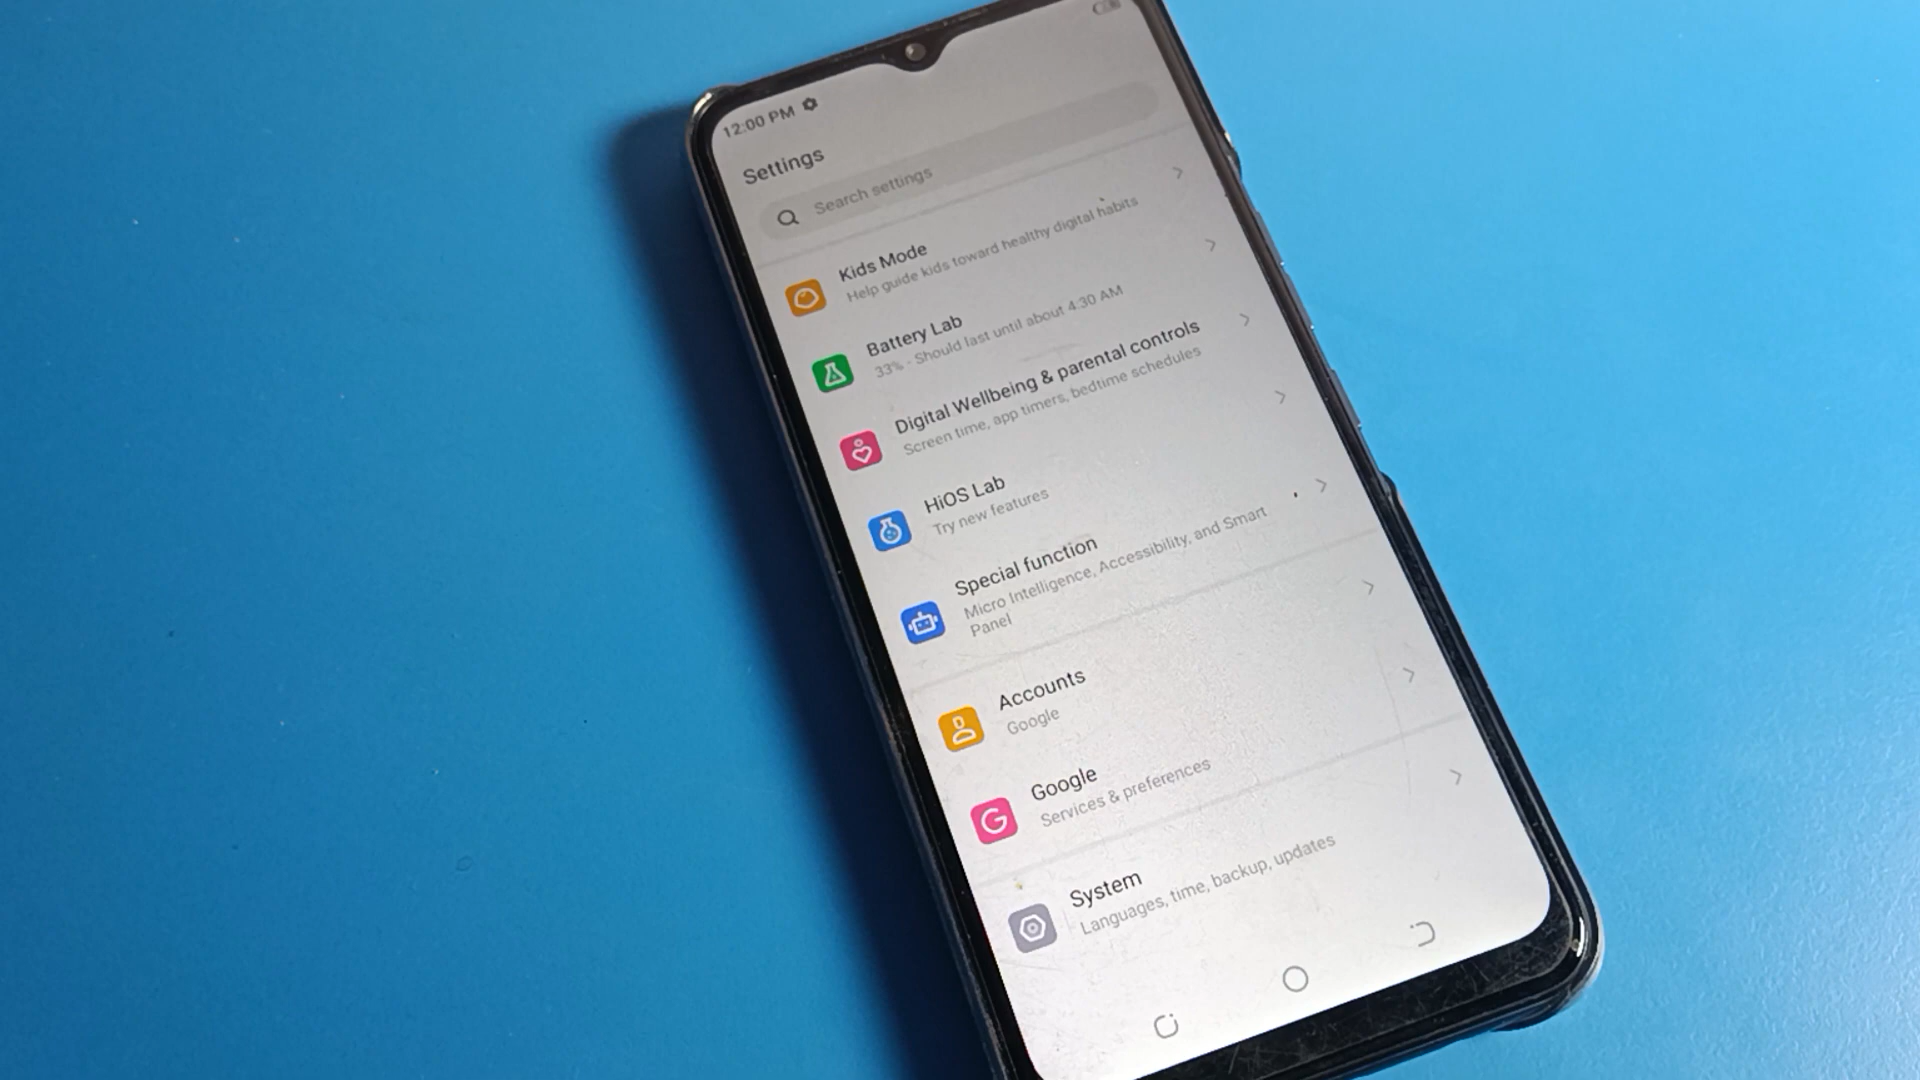 12:00 PM
Settings
Search settings
Kids Mode
Help guide kids toward healthy digital habits
Battery Lab
33% - Should last until about 4:30 AM
Digital Wellbeing & parental controls
Screen time, app timers, bedtime schedules
HiOS Lab
Try new features
Special function
Micro Intelligence, Accessibility, and Smart
Panel
Accounts
Google
Google
Services & preferences
System
Languages, time, backup, updates